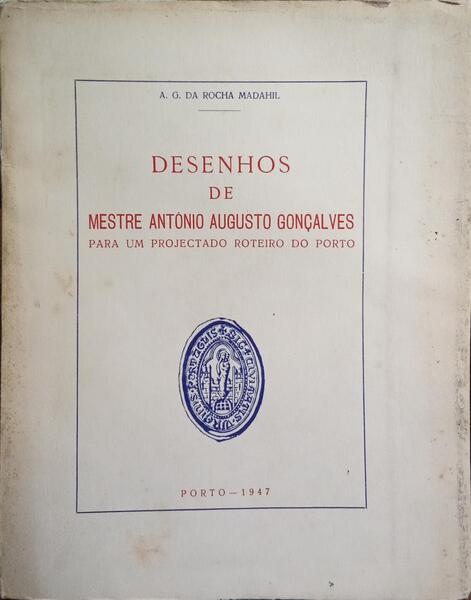 A. G. DA ROCHA MADAHIL
DESENHOS
DE
MESTRE ANTÓNIO AUGUSTO GONÇALVES
PARA UM PROJECTADO ROTEIRO DO PORTO
PORTO — 1947